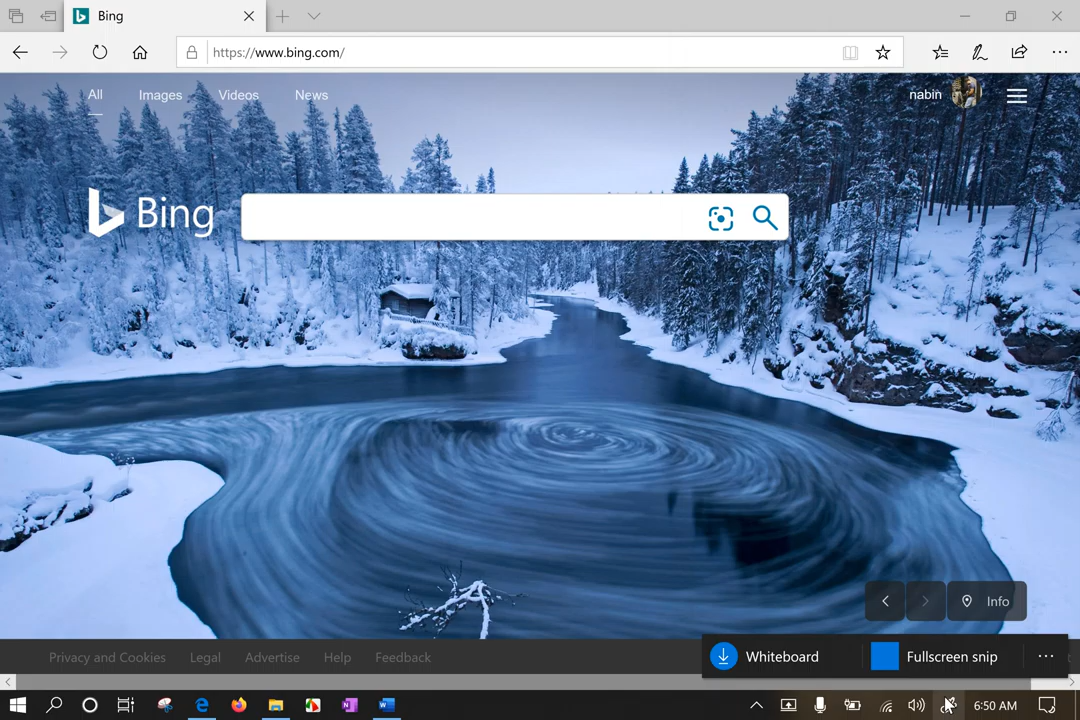 Bing
https://www.bing.com/
All Images Videos News
nabin
Bing
Info
Privacy and Cookies Legal Advertise Help Feedback
Whiteboard Fullscreen snip
6:50 AM